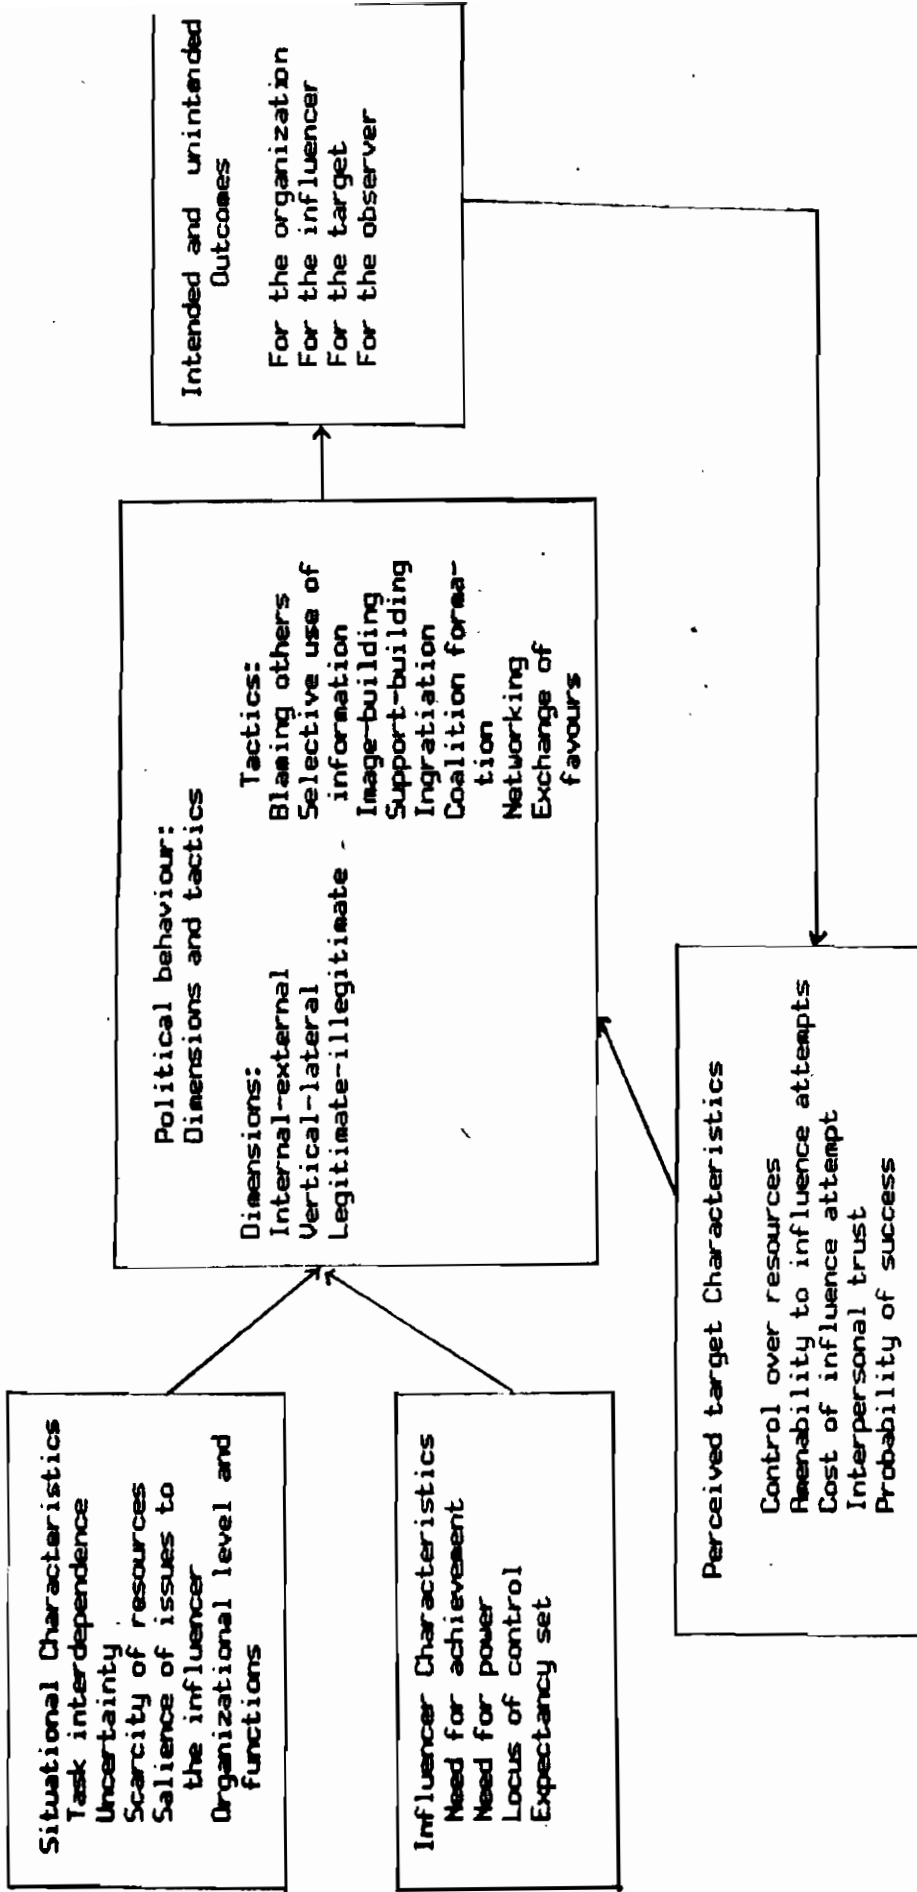 Situational Characteristics
Task interdependence
Uncertainty
Scarcity of resources
Salience of issues to
the influencer
Organizational level and
functions
Influencer Characteristics
Need for achievement
Need for power
Locus of control
Expectancy set
Political behaviour:
Dimensions and tactics
Dimensions:
Internal-external
Vertical-lateral
Legitimate-illegitimate
Tactics:
Blaming others
Selective use of
information
Image-building
Support-building
Ingratiation
Coalition forma-
tion
Networking
Exchange of
favours
Intended and unintended
Outcomes
For the organization
For the influencer
For the target
For the observer
Perceived target Characteristics
Control over resources
Amenability to influence attempts
Cost of influence attempt
Interpersonal trust
Probability of success